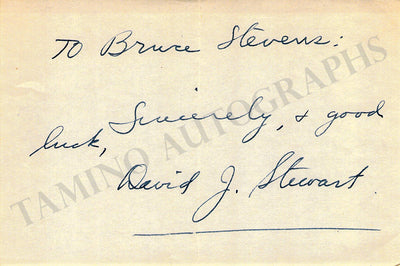 To Bruce Stevens:
Sincerely, & good
luck,
David J. Stewart
TAMINO AUTOGRAPHS